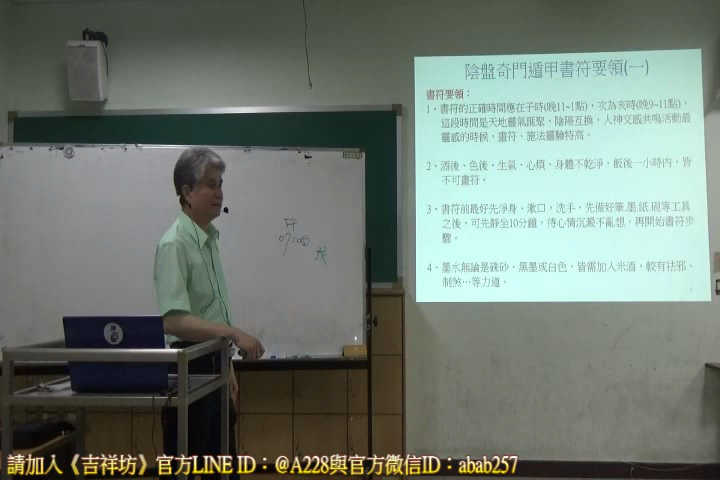 陰盤奇門遁甲書符要領(一)
書符要領：
1、書符的正確時間應在子時(晚11~1點)，次為亥時(晚9~11點)，
這段時間是天地靈氣匯聚，陰陽互換，人神交感共鳴活動最
靈感的時候，畫符、施法靈驗特高。
2、酒後、色後、生氣、心煩、身體不乾淨，飯後一小時內，皆
不可畫符。
3、書符前最好先淨身、漱口，洗手，先備好筆.墨.紙.硯等工具
之後，可先靜坐10分鐘，待心情沉澱不亂想，再開始書符步
驟。
4、墨水無論是硃砂、黑墨或白色，皆需加入米酒，較有祛邪、
制煞…等力道。
2
07:05
戌
請加入《吉祥坊》官方LINE ID：@A228與官方微信ID：abab257